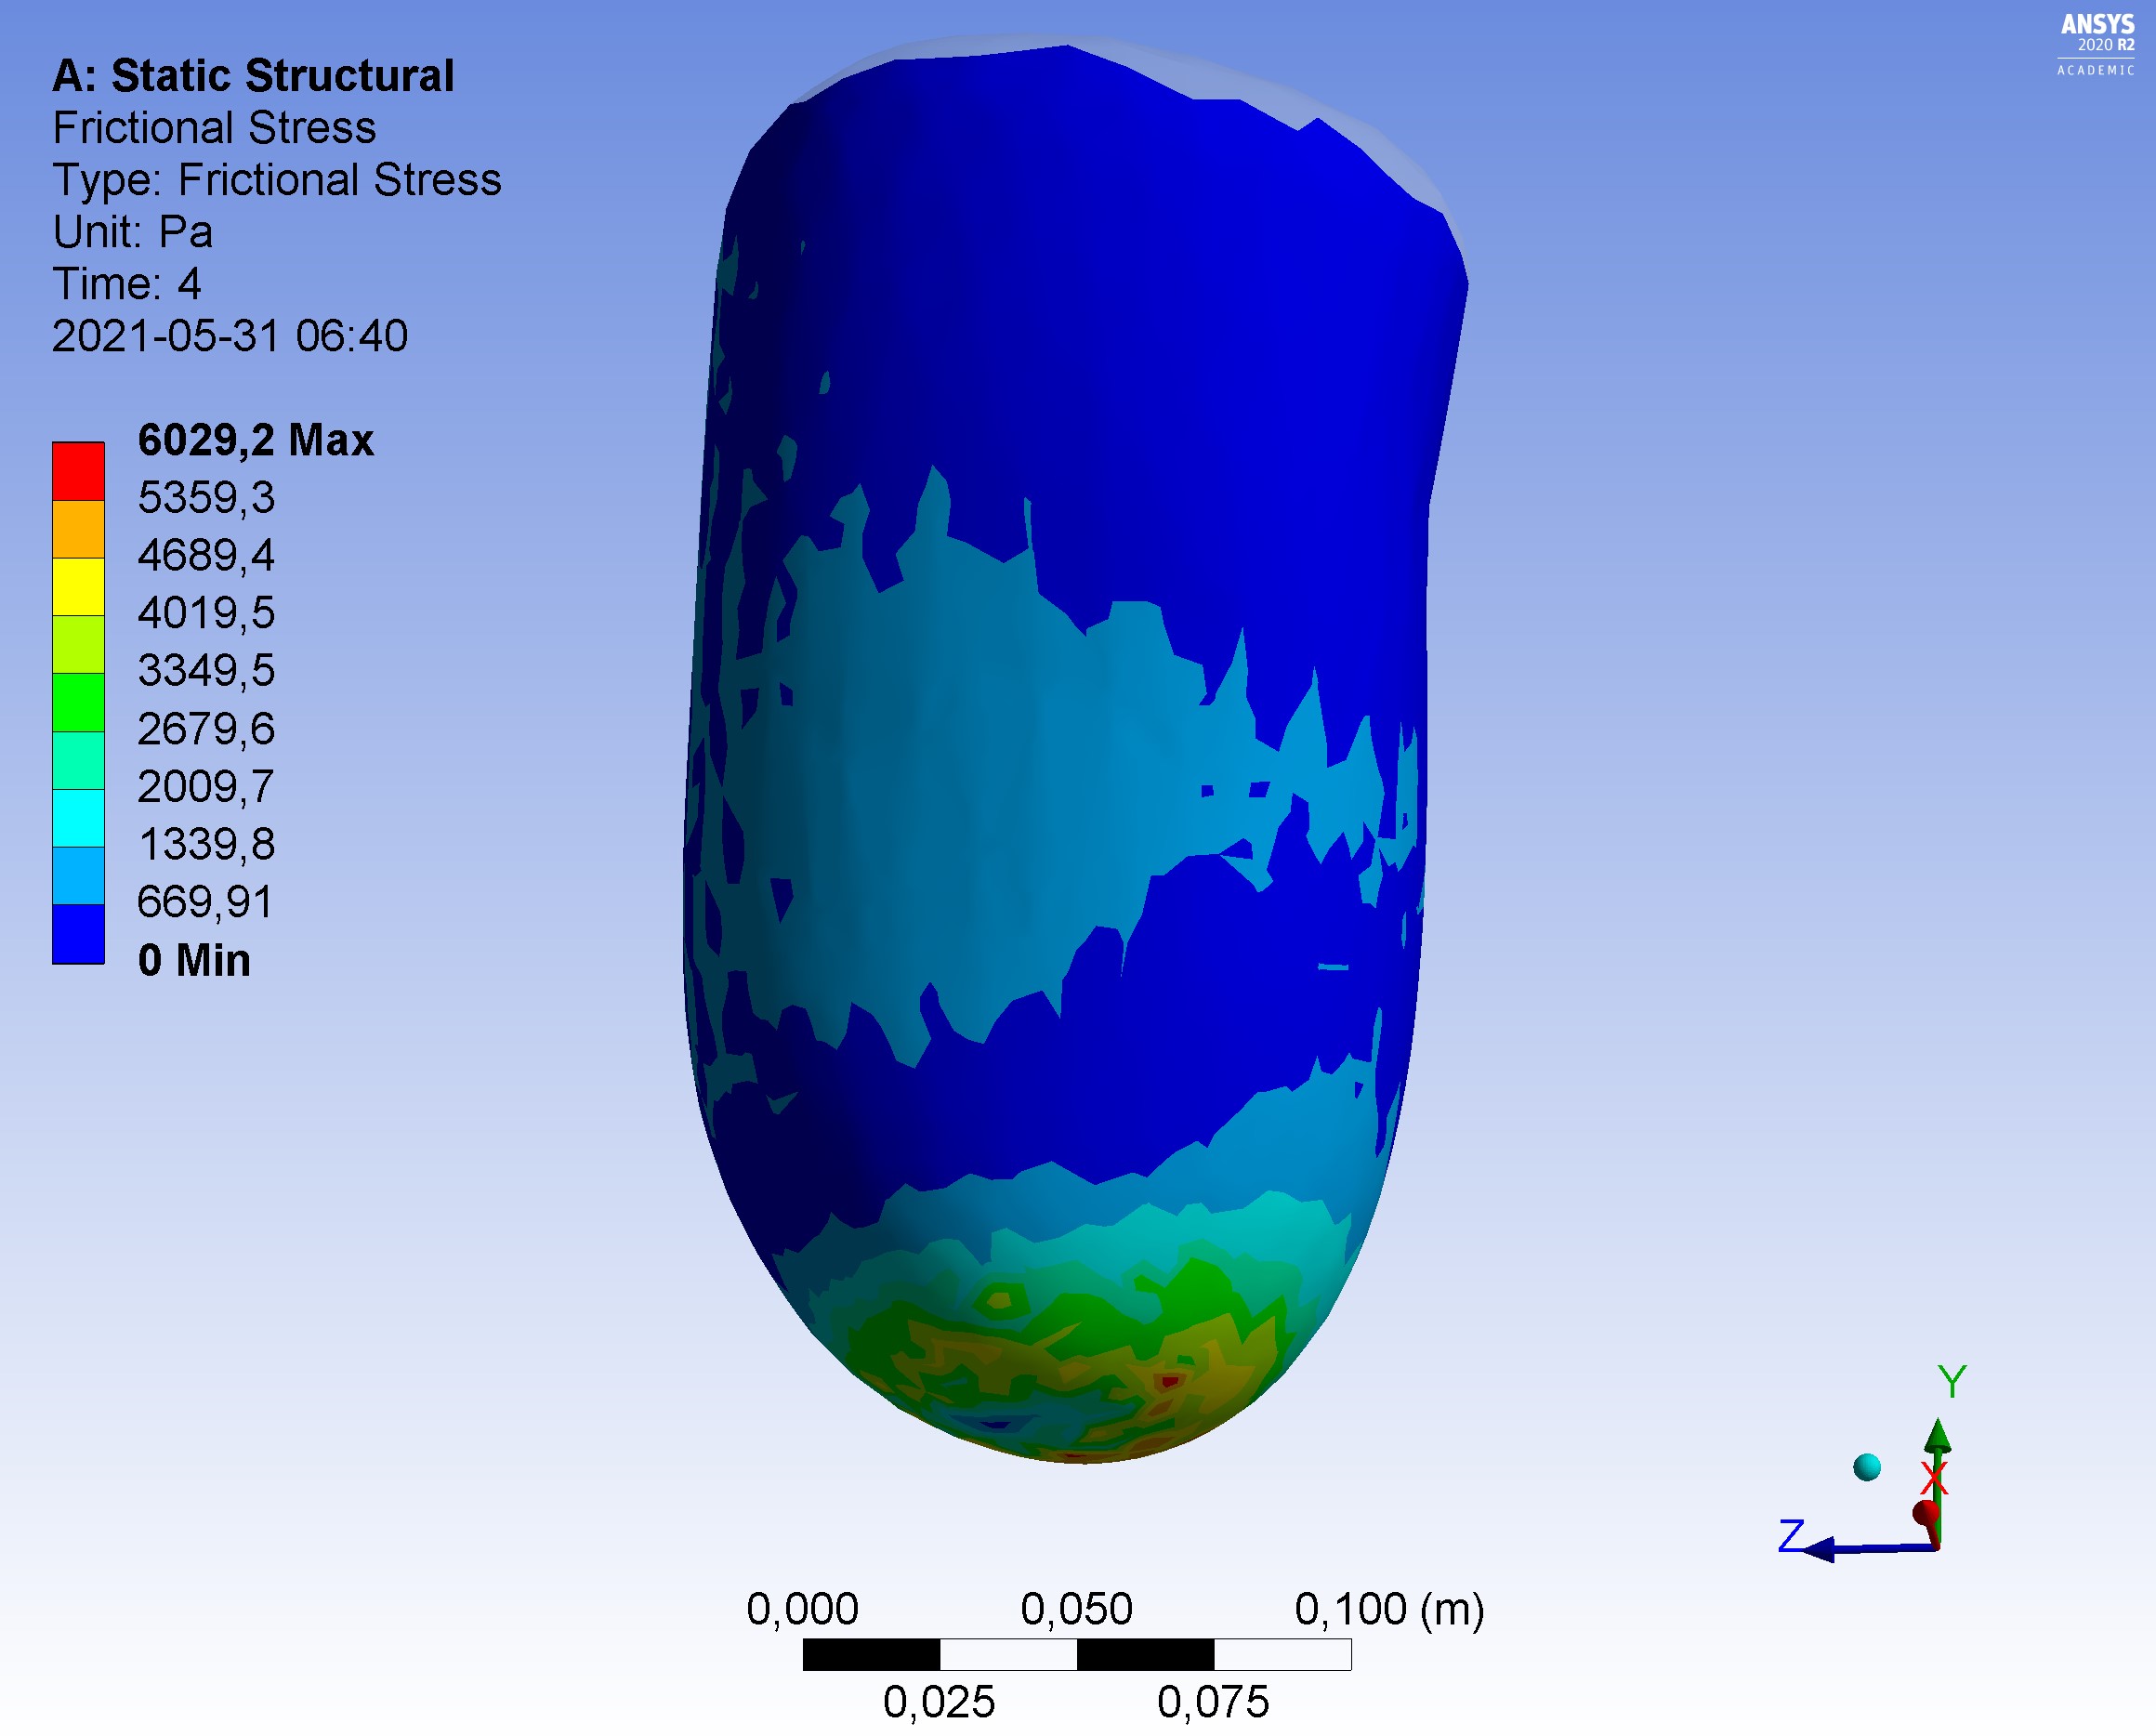 ANSYS
2020 R2
ACADEMIC
A: Static Structural
Frictional Stress
Type: Frictional Stress
Unit: Pa
Time: 4
2021-05-31 06:40
6029,2 Max
5359,3
4689,4
4019,5
3349,5
2679,6
2009,7
1339,8
669,91
0 Min
Y
X
Z
0,000 0,050 0,100 (m)
0,025 0,075